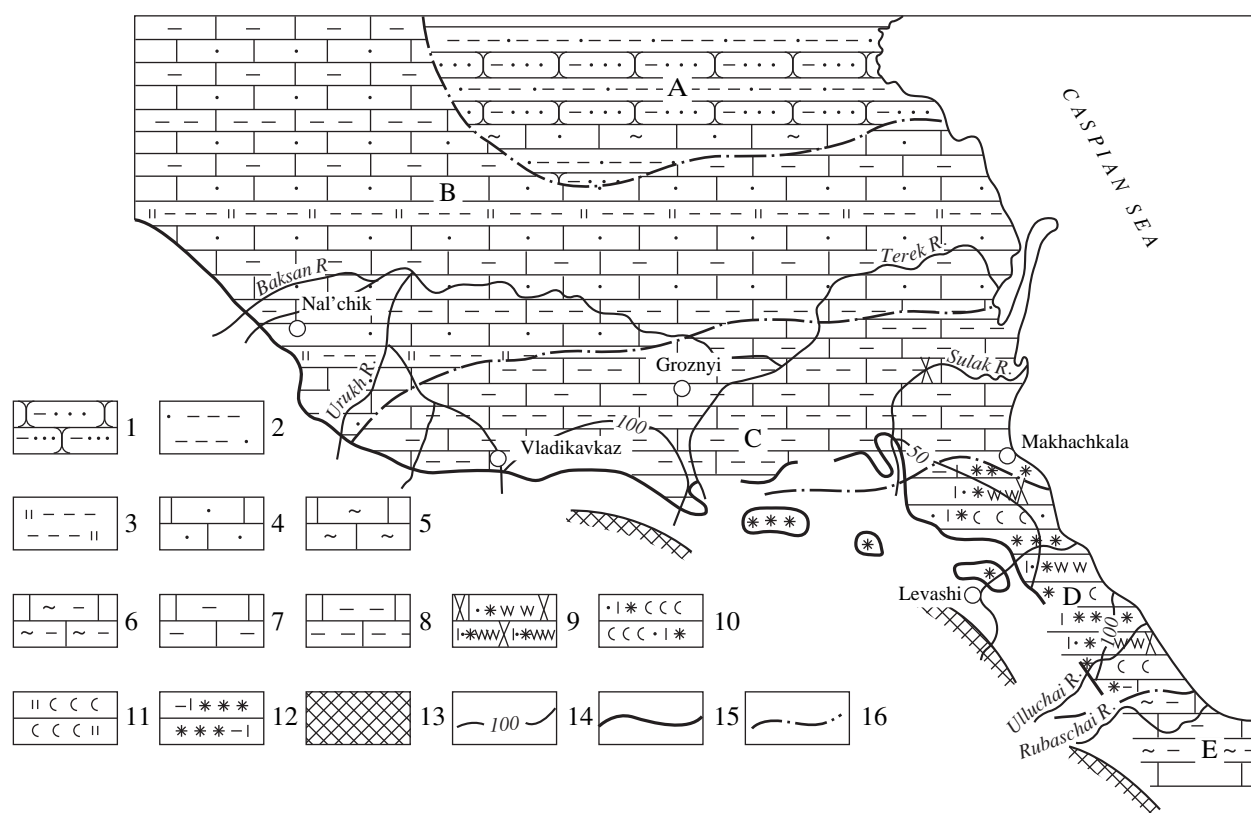 A
CASPIAN SEA
B
Terek R.
Baksan R
Nal’chik
Groznyi
Sulak R.
Urukh R.
100
C
Makhachkala
Vladikavkaz
50
1
2
3
4
5
Levashi
D
6
7
8
9
10
100
Ulluchai R.
11
12
13
100
14
15
16
Rubaschai R.
E